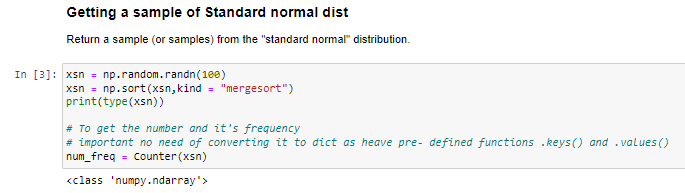 Getting a sample of Standard normal dist
Return a sample (or samples) from the "standard normal" distribution.
In [3]: xsn = np.random.randn(100)
xsn = np.sort(xsn,kind = "mergesort")
print(type(xsn))
# To get the number and it's frequency
# important no need of converting it to dict as heave pre- defined functions .keys() and .values()
num_freq = Counter(xsn)
<class 'numpy.ndarray'>